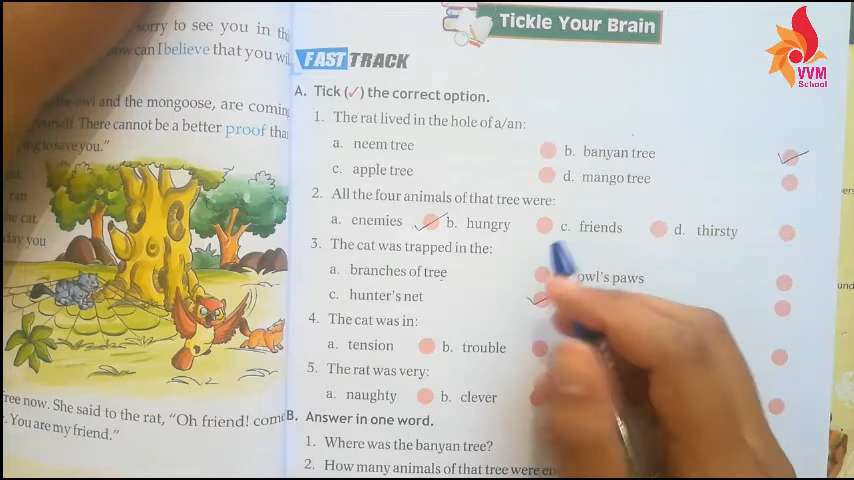 sorry to see you in
can I believe that you
owl and the mongoose, are coming
There cannot be a better proof
to save you."
ran
cat
day you
tree now. She said to the rat, "Oh friend! come
You are my friend."
Tickle Your Brain
FAST TRACK
A. Tick (✓) the correct option.
1. The rat lived in the hole of a/an:
a. neem tree b. banyan tree
c. apple tree d. mango tree
2. All the four animals of that tree were:
a. enemies b. hungry c. friends d. thirsty
3. The cat was trapped in the:
a. branches of tree owl's paws
c. hunter's net
4. The cat was in:
a. tension b. trouble
5. The rat was very:
a. naughty b. clever
B. Answer in one word.
1. Where was the banyan tree?
2. How many animals of that tree were
VVM
School